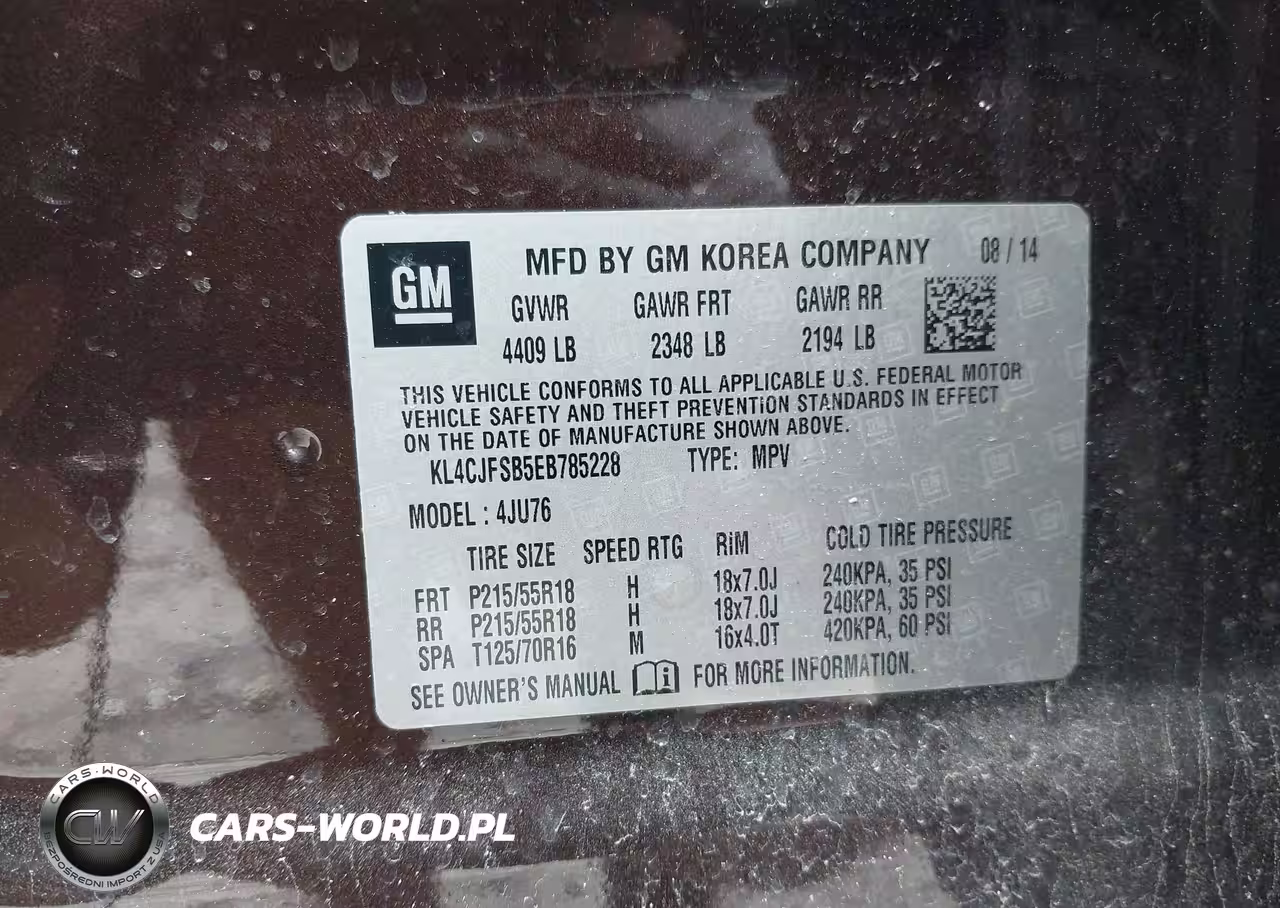 GM
MFD BY GM KOREA COMPANY 08 / 14
GVWR GAWR FRT GAWR RR
4409 LB 2348 LB 2194 LB
THIS VEHICLE CONFORMS TO ALL APPLICABLE U.S. FEDERAL MOTOR
VEHICLE SAFETY AND THEFT PREVENTION STANDARDS IN EFFECT
ON THE DATE OF MANUFACTURE SHOWN ABOVE.
KL4CJFSB5EB785228 TYPE: MPV
MODEL : 4JU76
TIRE SIZE SPEED RTG RIM COLD TIRE PRESSURE
FRT P215/55R18 H 18x7.0J 240KPA, 35 PSI
RR P215/55R18 H 18x7.0J 240KPA, 35 PSI
SPA T125/70R16 M 16x4.0T 420KPA, 60 PSI
SEE OWNER'S MANUAL i FOR MORE INFORMATION.
CARS-WORLD
CW
BEZPOŚREDNI IMPORT Z USA
CARS-WORLD.PL